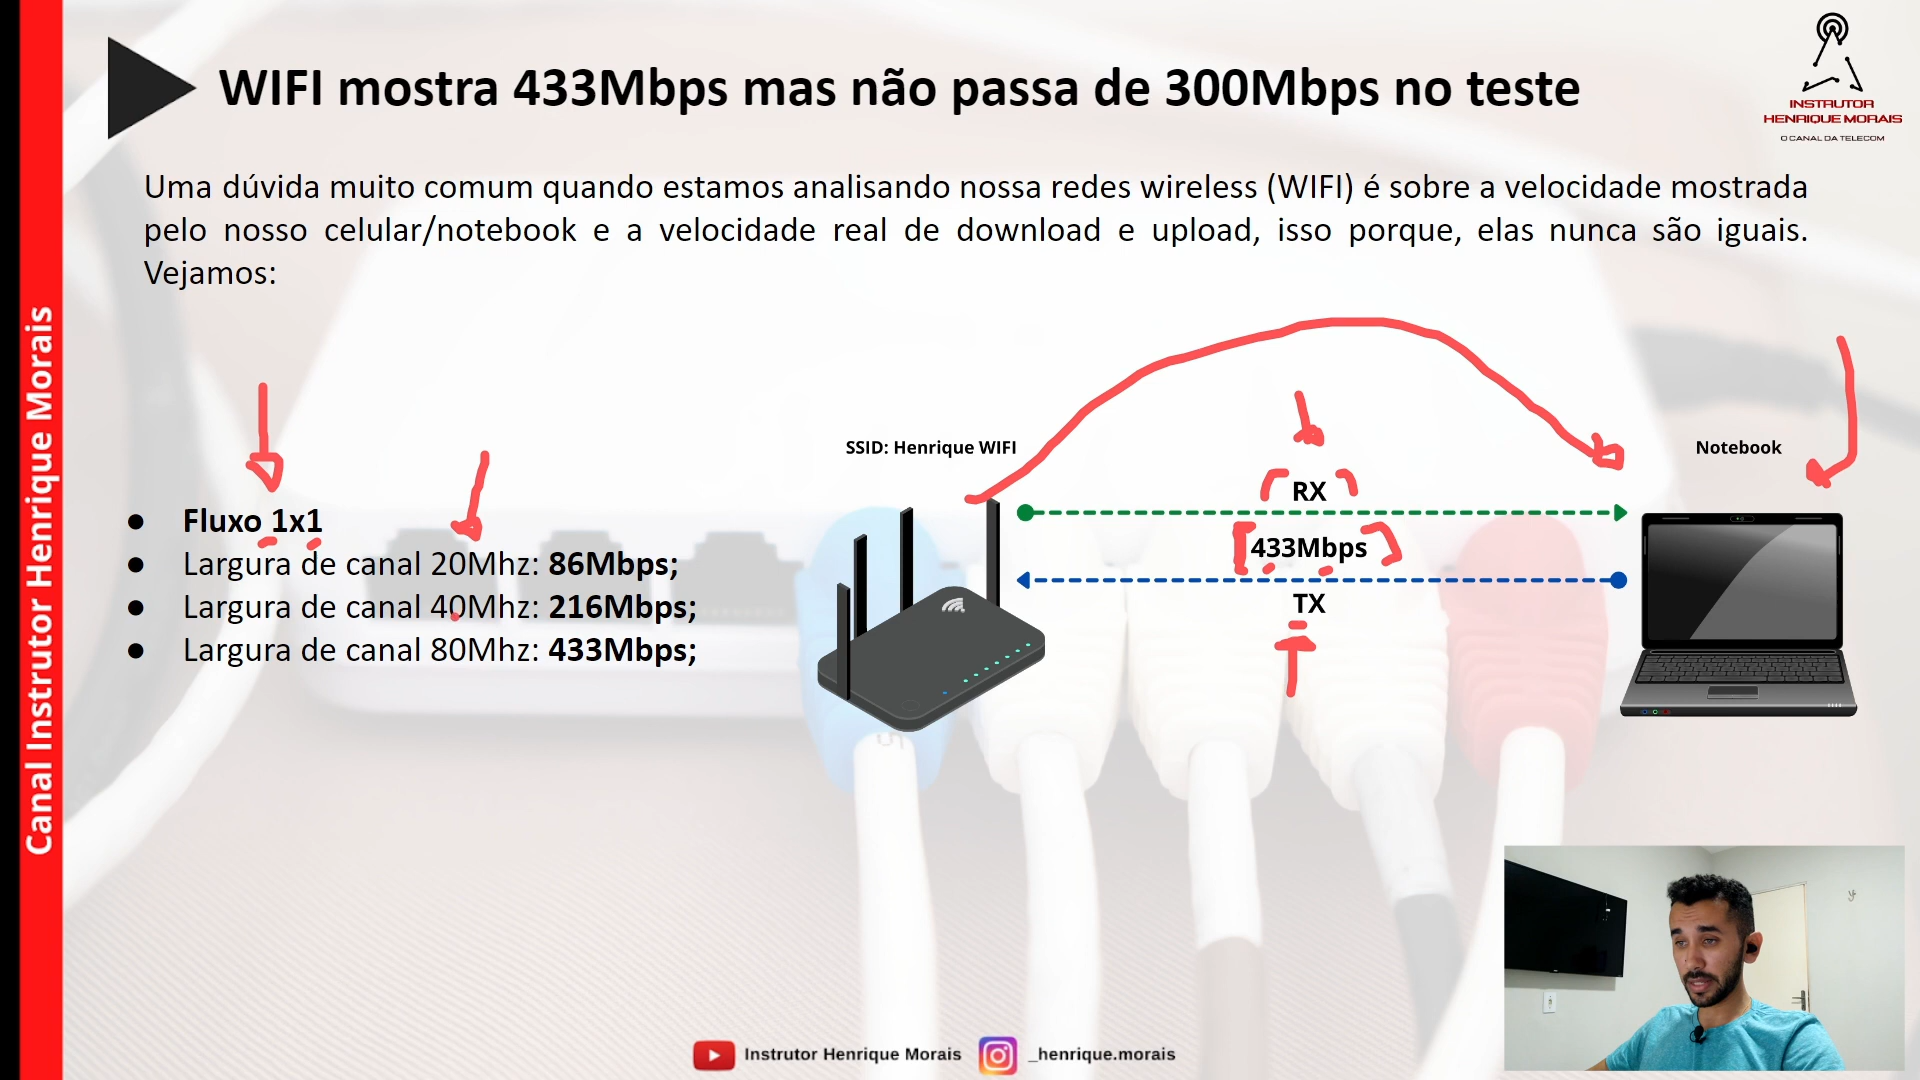 WIFI mostra 433Mbps mas não passa de 300Mbps no teste
INSTRUTOR
HENRIQUE MORAIS
O CANAL DA TELECOM
Uma dúvida muito comum quando estamos analisando nossa redes wireless (WIFI) é sobre a velocidade mostrada
pelo nosso celular/notebook e a velocidade real de download e upload, isso porque, elas nunca são iguais.
Vejamos:
Canal Instrutor Henrique Morais
SSID: Henrique WIFI
Notebook
RX
433Mbps
TX
● Fluxo 1x1
● Largura de canal 20Mhz: 86Mbps;
● Largura de canal 40Mhz: 216Mbps;
● Largura de canal 80Mhz: 433Mbps;
Instrutor Henrique Morais
_henrique.morais